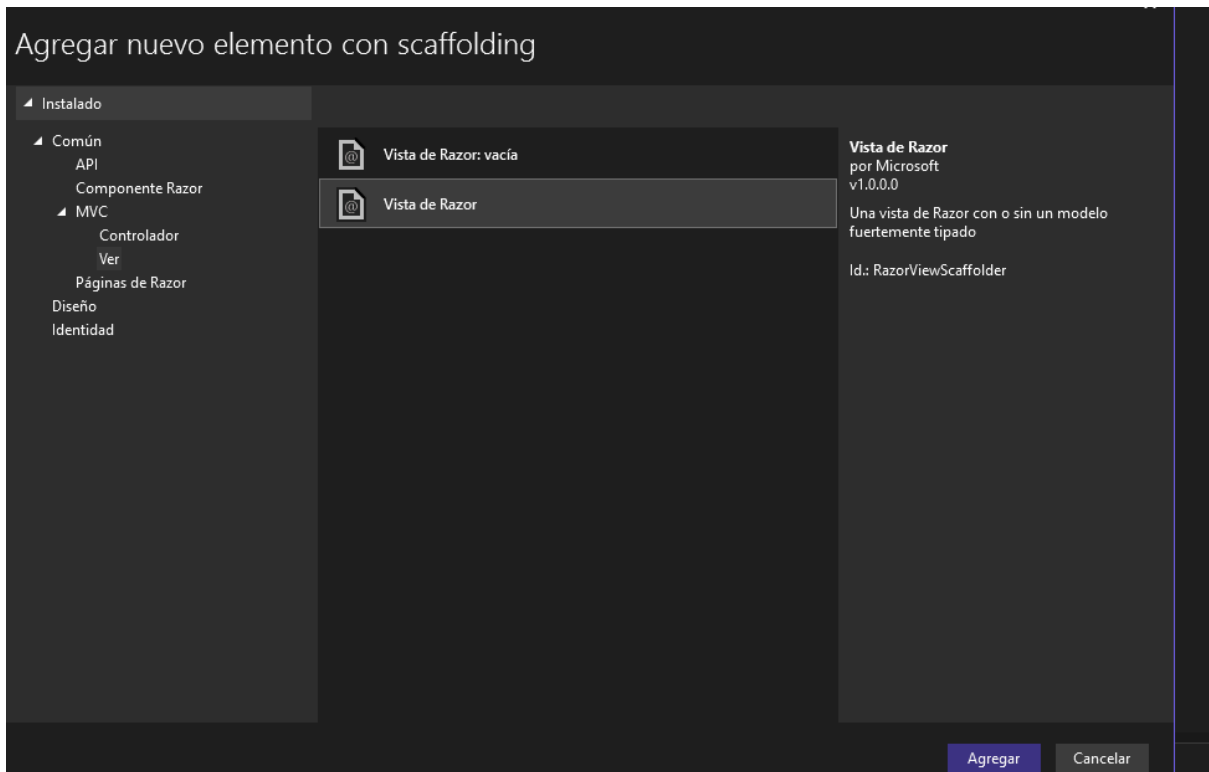 Agregar nuevo elemento con scaffolding
Instalado
Común
API
Componente Razor
MVC
Controlador
Ver
Páginas de Razor
Diseño
Identidad
Vista de Razor: vacía
Vista de Razor
Vista de Razor
por Microsoft
v1.0.0.0
Una vista de Razor con o sin un modelo
fuertemente tipado
Id.: RazorViewScaffolder
Agregar
Cancelar